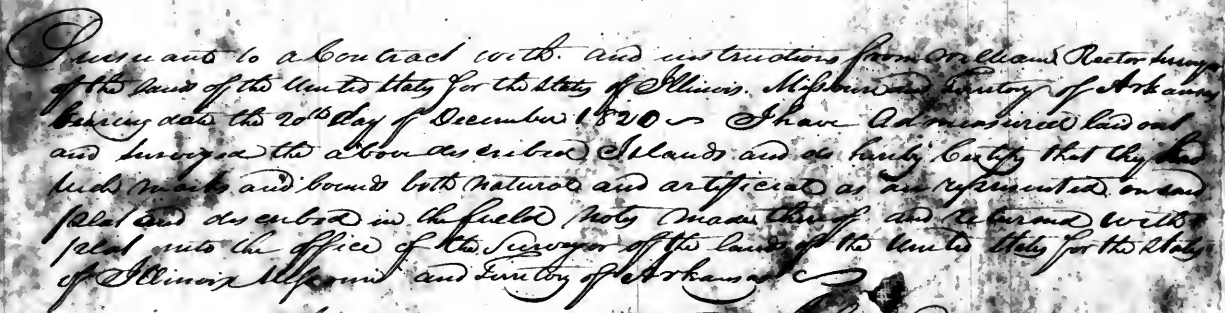 Pursuant to a Contract with and instructions from William Rector Surveyor
of the lands of the United States for the States of Illinois Missouri and Territory of Arkansas
bearing date the 20th day of December 1820 I have Admeasured laid out
and Surveyed the above described Islands and do hereby Certify that they had
such marks and bounds both natural and artificial as are represented on said
plat and described in the field notes made thereof and returned with
plat into the office of the Surveyor of the lands of the United States for the States
of Illinois Missouri and Territory of Arkansas